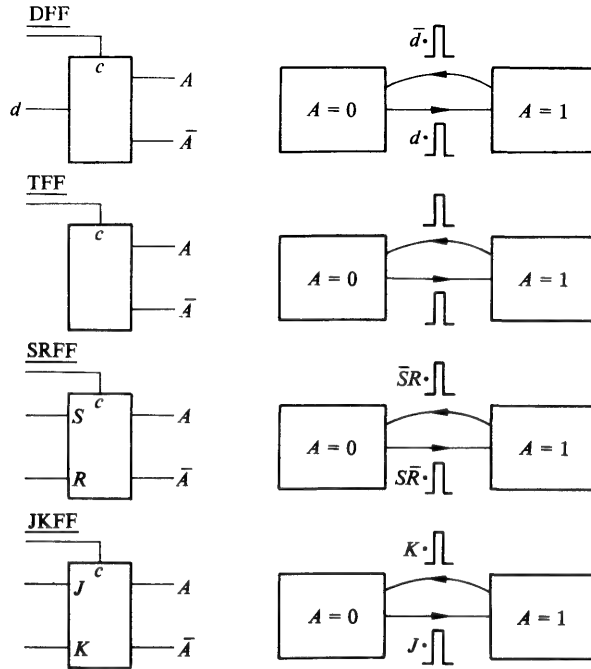 DFF
c
d
A
A̅
d̅·
A = 0
A = 1
d·
TFF
c
A
A̅
A = 0
A = 1
SRFF
c
S
A
R
A̅
S̅R·
A = 0
A = 1
SR̅·
JKFF
c
J
A
K
A̅
K·
A = 0
A = 1
J·